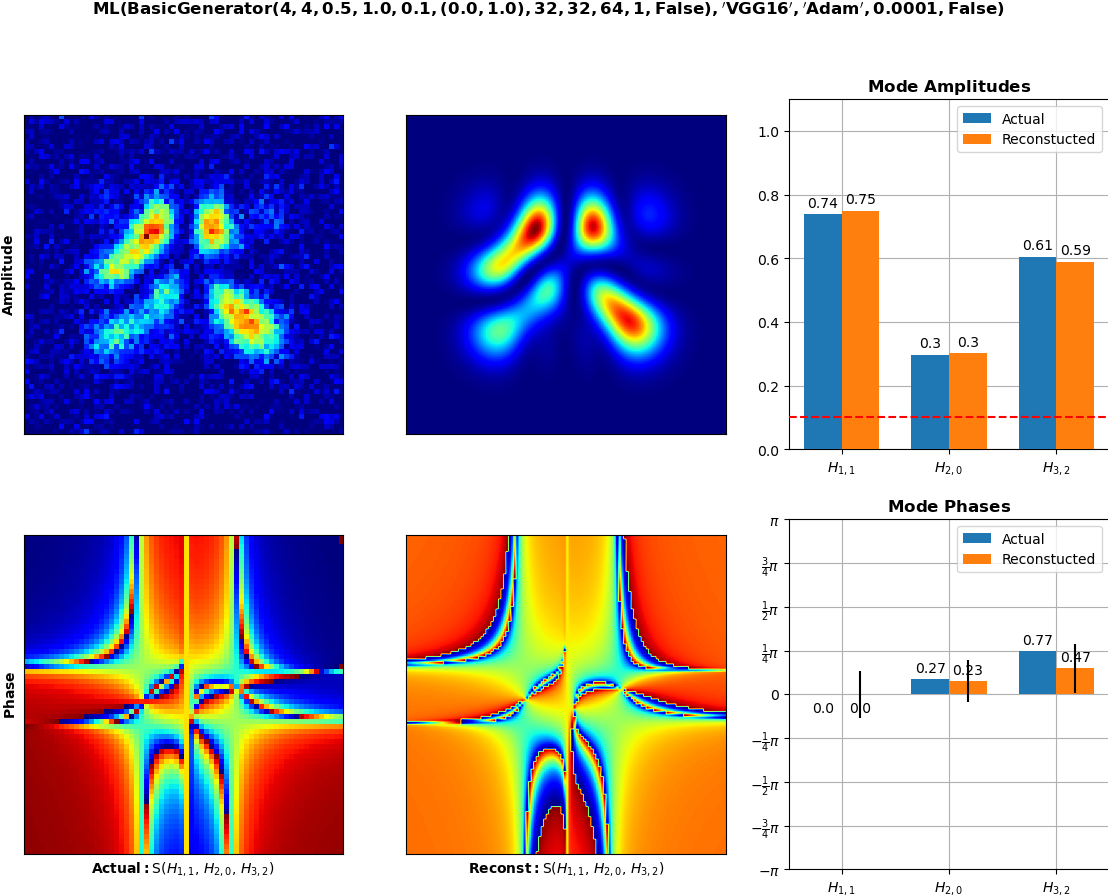 ML(BasicGenerator(4, 4, 0.5, 1.0, 0.1, (0.0, 1.0), 32, 32, 64, 1, False), ′VGG16′, ′Adam′, 0.0001, False)
Amplitude
Mode Amplitudes
Actual
Reconstucted
1.0
0.8
0.6
0.4
0.2
0.0
0.74
0.75
0.3
0.3
0.61
0.59
H1, 1
H2, 0
H3, 2
Phase
Actual: S(H1, 1, H2, 0, H3, 2)
Reconst: S(H1, 1, H2, 0, H3, 2)
Mode Phases
Actual
Reconstucted
π
3/4π
1/2π
1/4π
0
−1/4π
−1/2π
−3/4π
−π
0.0
0.0
0.27
0.23
0.77
0.47
H1, 1
H2, 0
H3, 2